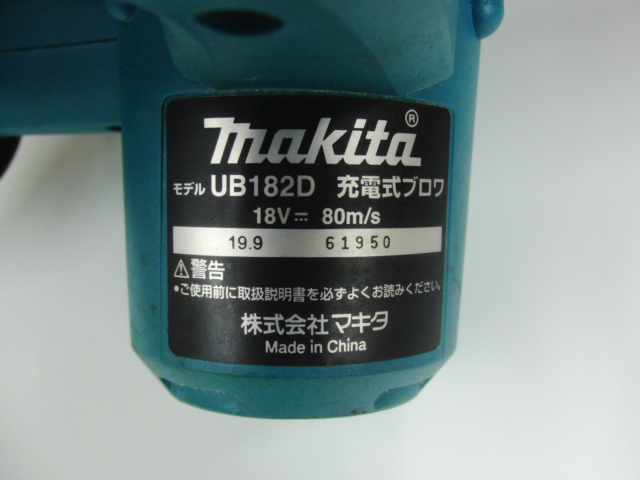 makita®
モデル UB182D 充電式ブロワ
18V⎓ 80m/s
19.9 61950
⚠警告
•ご使用前に取扱説明書を必ずよくお読みください。
株式会社マキタ
Made in China